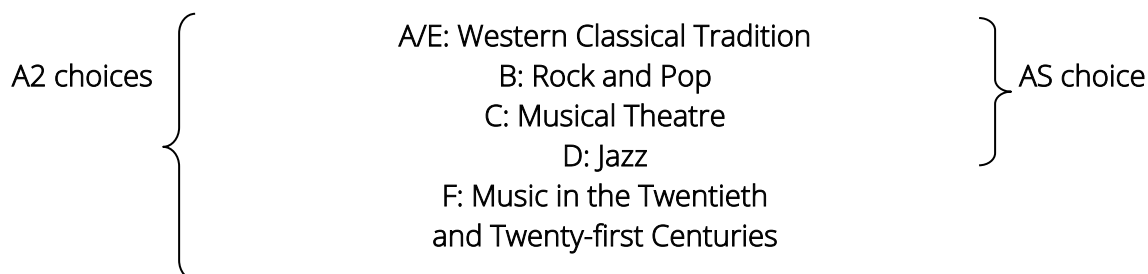 A/E: Western Classical Tradition
A2 choices B: Rock and Pop AS choice
C: Musical Theatre
D: Jazz
F: Music in the Twentieth
and Twenty-first Centuries